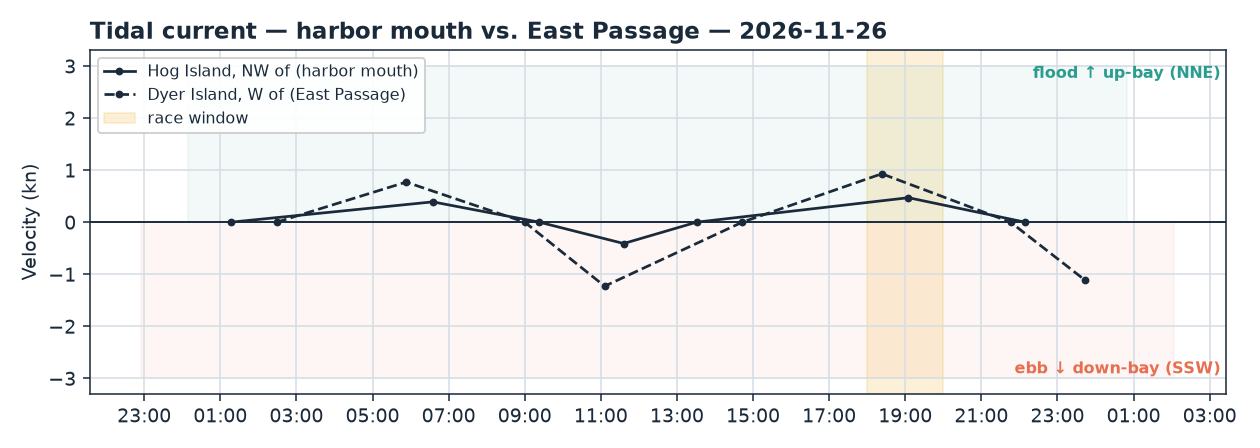 Tidal current — harbor mouth vs. East Passage — 2026-11-26
Hog Island, NW of (harbor mouth)
Dyer Island, W of (East Passage)
race window
flood ↑ up-bay (NNE)
ebb ↓ down-bay (SSW)
Velocity (kn)
3
2
1
0
−1
−2
−3
23:00 01:00 03:00 05:00 07:00 09:00 11:00 13:00 15:00 17:00 19:00 21:00 23:00 01:00 03:00